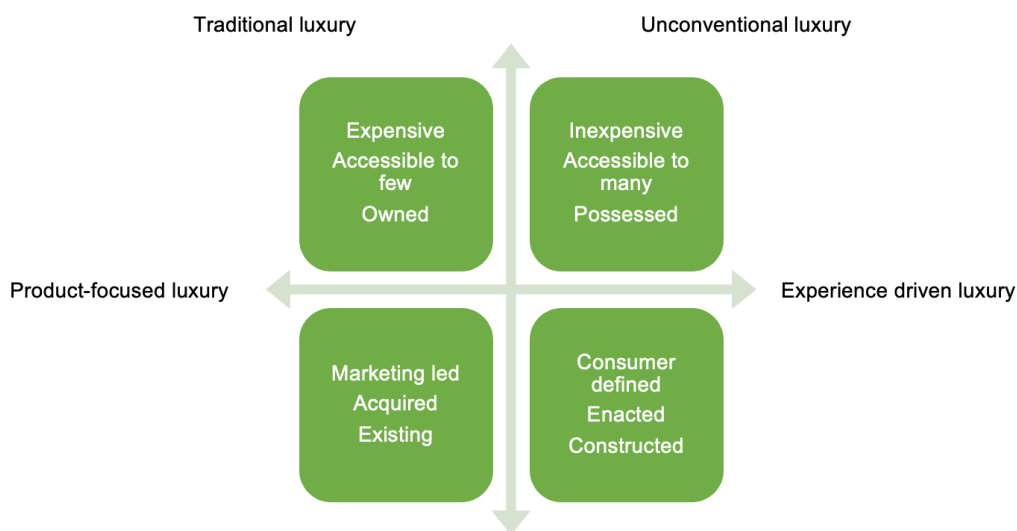 Traditional luxury
Unconventional luxury
Expensive
Accessible to
few
Owned
Inexpensive
Accessible to
many
Possessed
Product-focused luxury
Experience driven luxury
Marketing led
Acquired
Existing
Consumer
defined
Enacted
Constructed